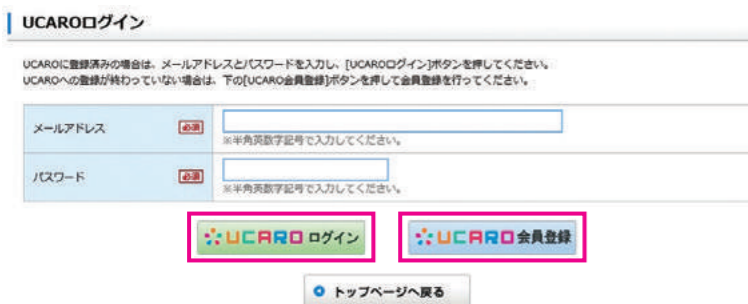 UCAROログイン
UCAROに登録済みの場合は、メールアドレスとパスワードを入力し、[UCAROログイン]ボタンを押してください。
UCAROへの登録が終わっていない場合は、下の[UCARO会員登録]ボタンを押して会員登録を行ってください。
メールアドレス 必須
※半角英数字記号で入力してください。
パスワード 必須
※半角英数字記号で入力してください。
UCARO ログイン UCARO 会員登録
トップページへ戻る